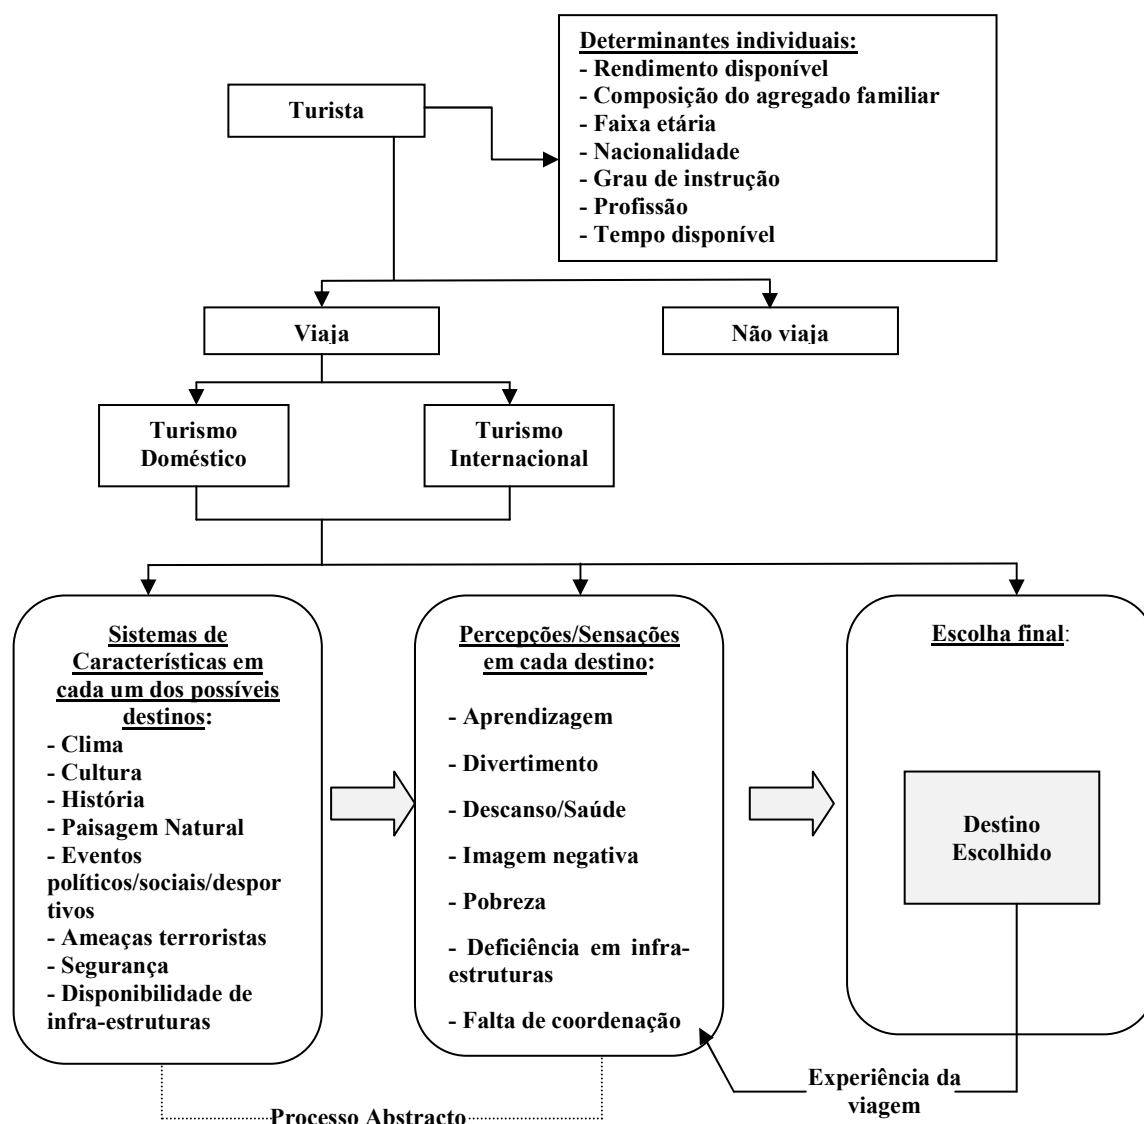 Determinantes individuais:
- Rendimento disponível
- Composição do agregado familiar
- Faixa etária
- Nacionalidade
- Grau de instrução
- Profissão
- Tempo disponível
Turista
Viaja
Não viaja
Turismo
Doméstico
Turismo
Internacional
Sistemas de
Características em
cada um dos possíveis
destinos:
- Clima
- Cultura
- História
- Paisagem Natural
- Eventos
políticos/sociais/despor
tivos
- Ameaças terroristas
- Segurança
- Disponibilidade de
infra-estruturas
Percepções/Sensações
em cada destino:
- Aprendizagem
- Divertimento
- Descanso/Saúde
- Imagem negativa
- Pobreza
- Deficiência em infra-
estruturas
- Falta de coordenação
Escolha final:
Destino
Escolhido
Experiência da
viagem
Processo Abstracto